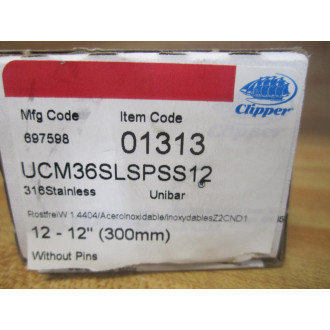 Clipper®
Mfg Code Item Code
697598 01313
UCM36SLSPSS12
316Stainless Unibar
RostfreiW 1.4404/AceroInoxidable/InoxydablesZ2CND1
12 - 12" (300mm)
Without Pins